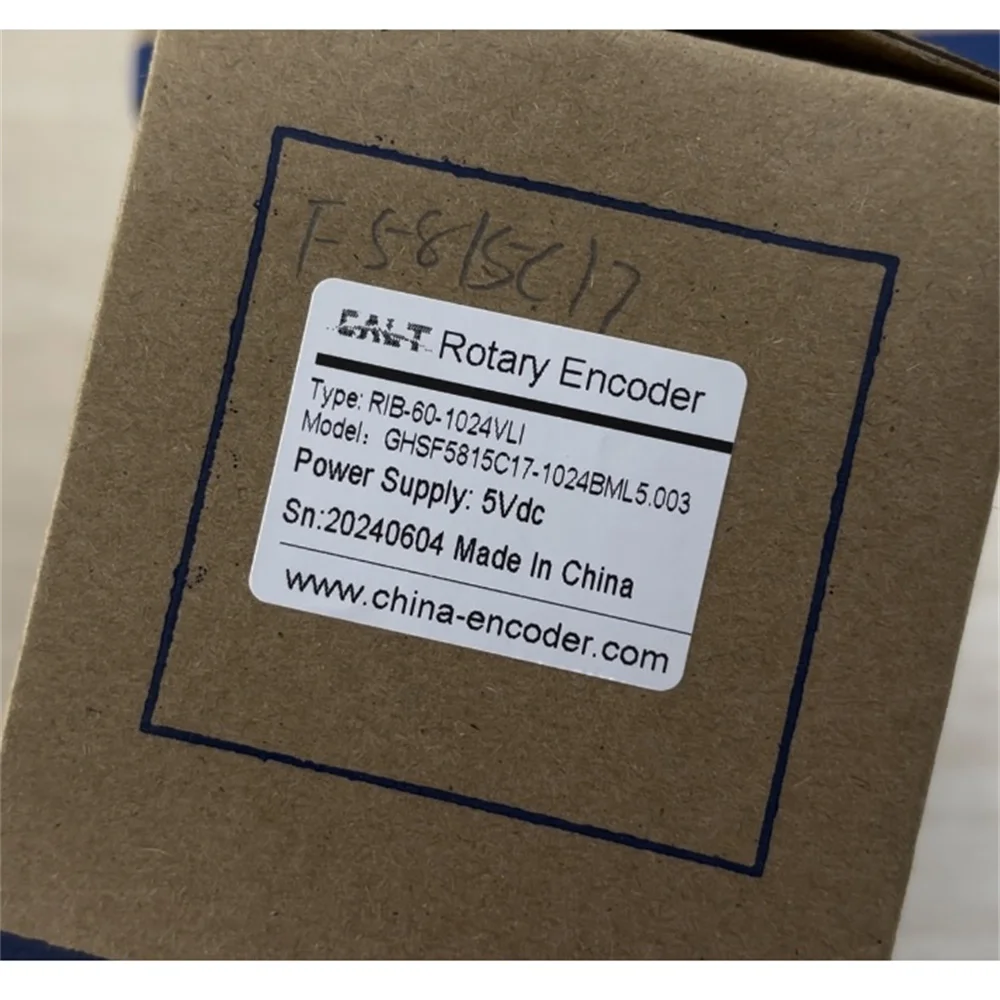 F5815C17
CALT Rotary Encoder
Type: RIB-60-1024VLI
Model: GHSF5815C17-1024BML5.003
Power Supply: 5Vdc
Sn:20240604 Made In China
www.china-encoder.com